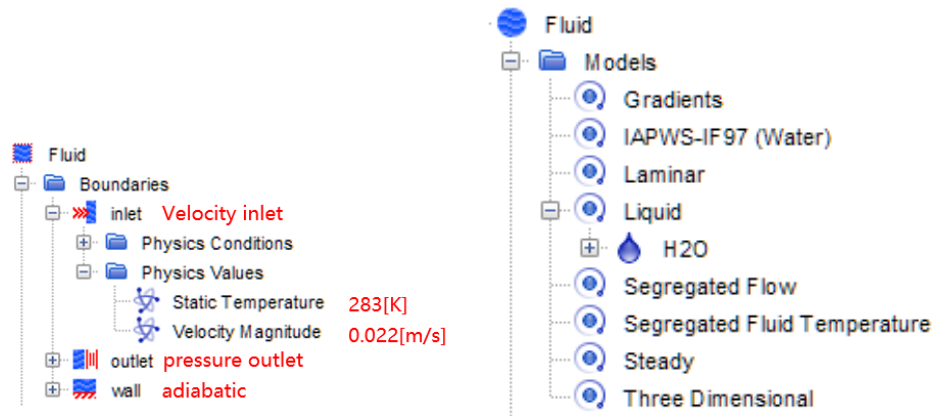 Fluid
Boundaries
inlet Velocity inlet
Physics Conditions
Physics Values
Static Temperature 283[K]
Velocity Magnitude 0.022[m/s]
outlet pressure outlet
wall adiabatic
Fluid
Models
Gradients
IAPWS-IF97 (Water)
Laminar
Liquid
H2O
Segregated Flow
Segregated Fluid Temperature
Steady
Three Dimensional